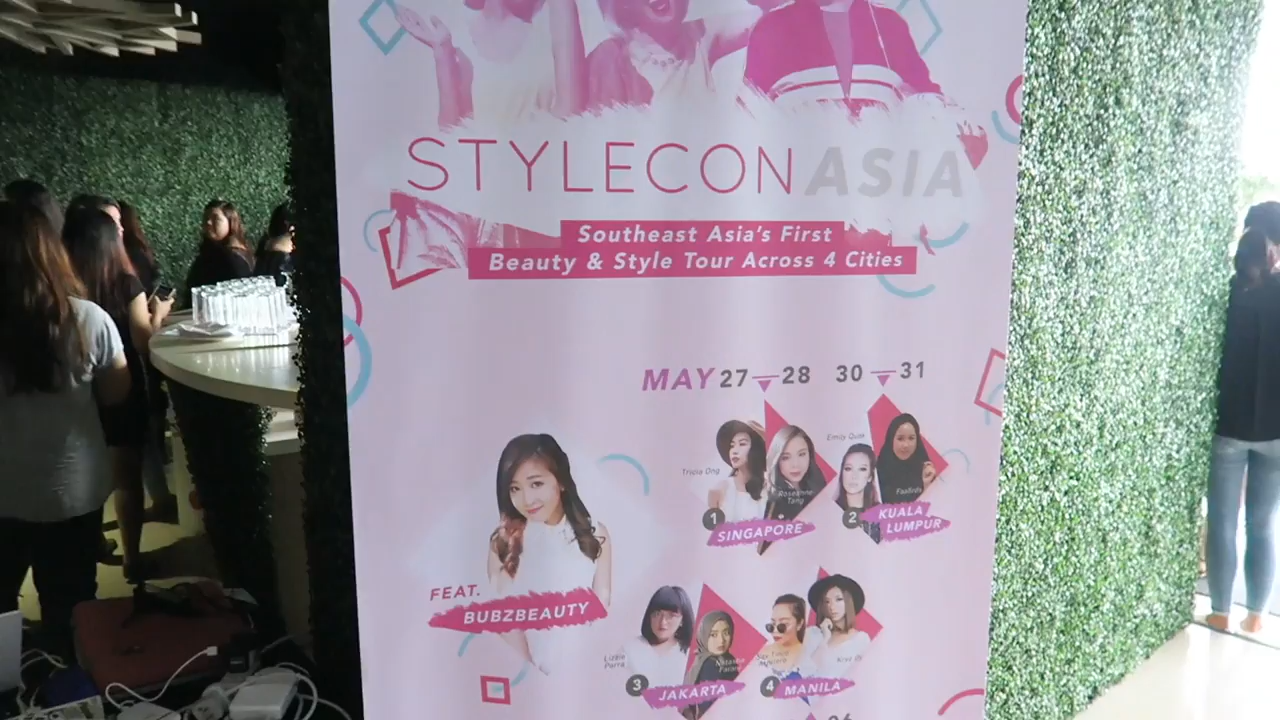 STYLECON ASIA
Southeast Asia's First
Beauty & Style Tour Across 4 Cities
MAY 27 28 30 31
Emily Quak
Tricia Ong
Roseanne
Tang
1 SINGAPORE
2 KUALA
LUMPUR
FEAT.
BUBZBEAUTY
Lizzie
Parra
3 JAKARTA
4 MANILA